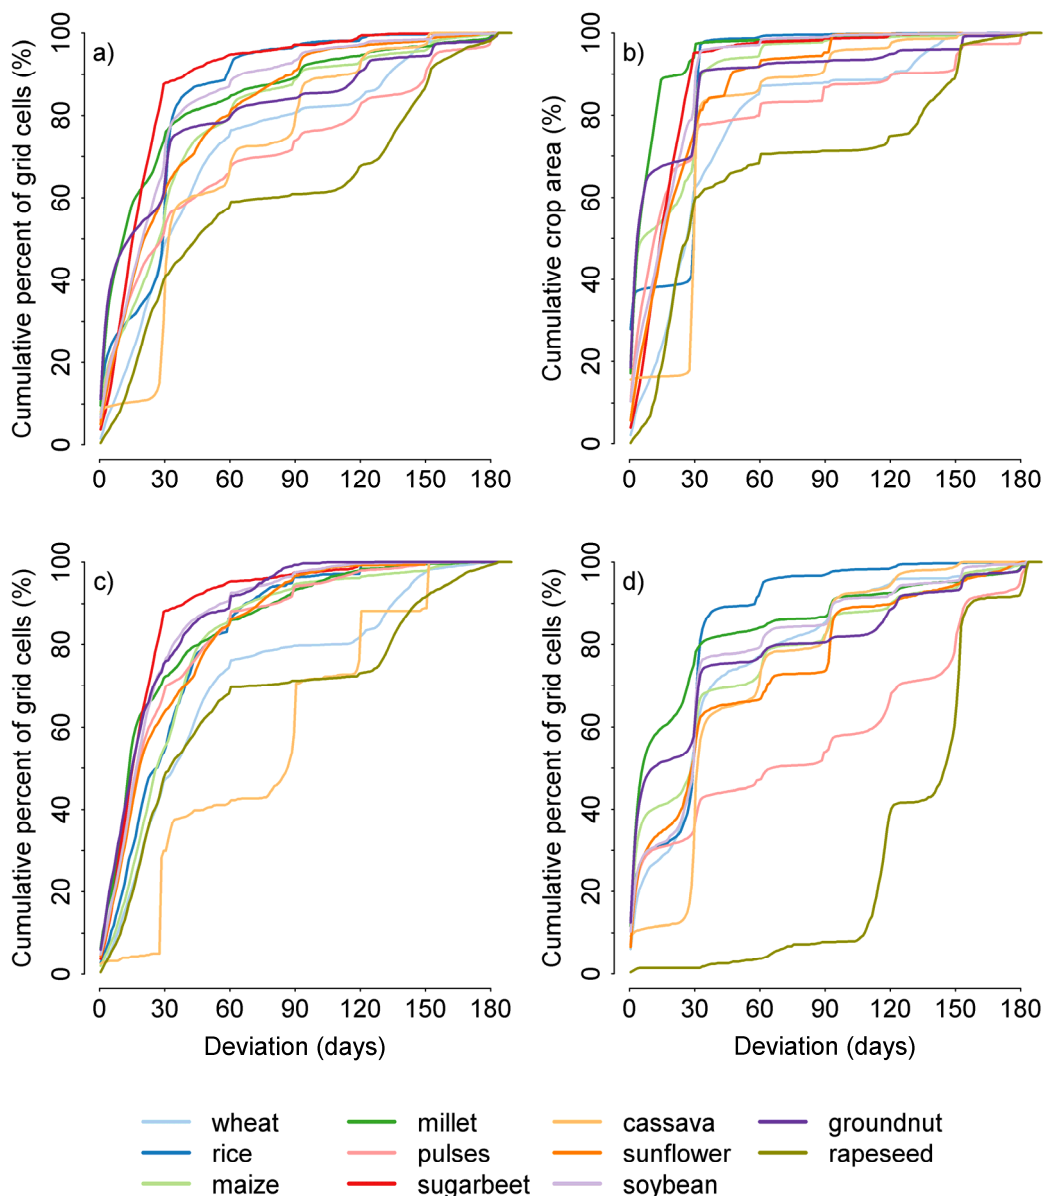 a)
Cumulative percent of grid cells (%)
0 20 40 60 80 100
0 30 60 90 120 150 180
b)
Cumulative crop area (%)
0 20 40 60 80 100
0 30 60 90 120 150 180
c)
Cumulative percent of grid cells (%)
0 20 40 60 80 100
0 30 60 90 120 150 180
Deviation (days)
d)
Cumulative percent of grid cells (%)
0 20 40 60 80 100
0 30 60 90 120 150 180
Deviation (days)
wheat millet cassava groundnut
rice pulses sunflower rapeseed
maize sugarbeet soybean